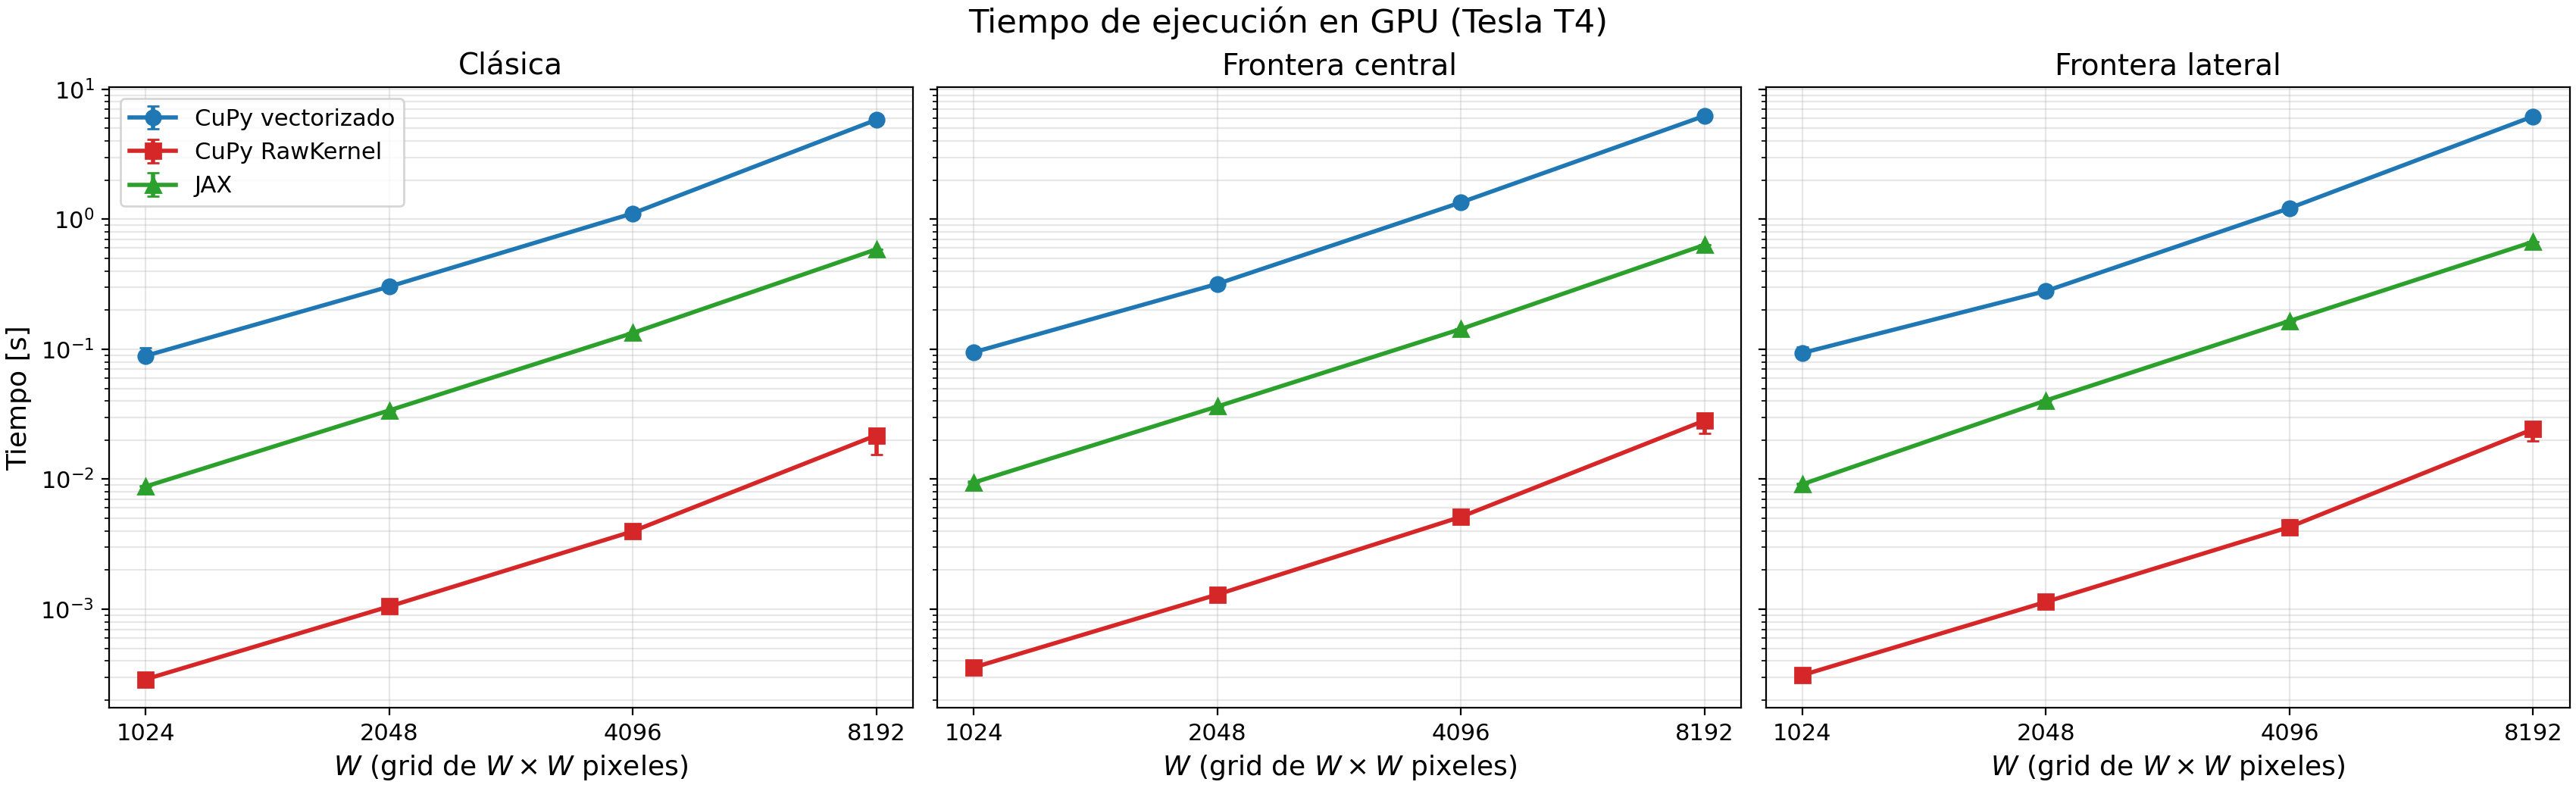 Tiempo de ejecución en GPU (Tesla T4)
Clásica
Frontera central
Frontera lateral
CuPy vectorizado
CuPy RawKernel
JAX
Tiempo [s]
10¹
10⁰
10⁻¹
10⁻²
10⁻³
1024 2048 4096 8192
1024 2048 4096 8192
1024 2048 4096 8192
W (grid de W × W pixeles)
W (grid de W × W pixeles)
W (grid de W × W pixeles)